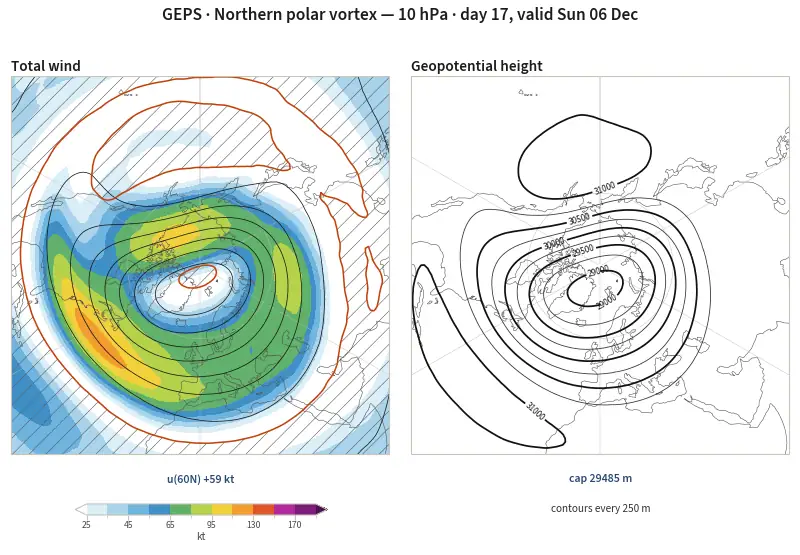 GEPS · Northern polar vortex — 10 hPa · day 17, valid Sun 06 Dec
Total wind
Geopotential height
31000
30500
30000
29500
29000
29000
31000
u(60N) +59 kt
cap 29485 m
contours every 250 m
25 45 65 95 130 170
kt